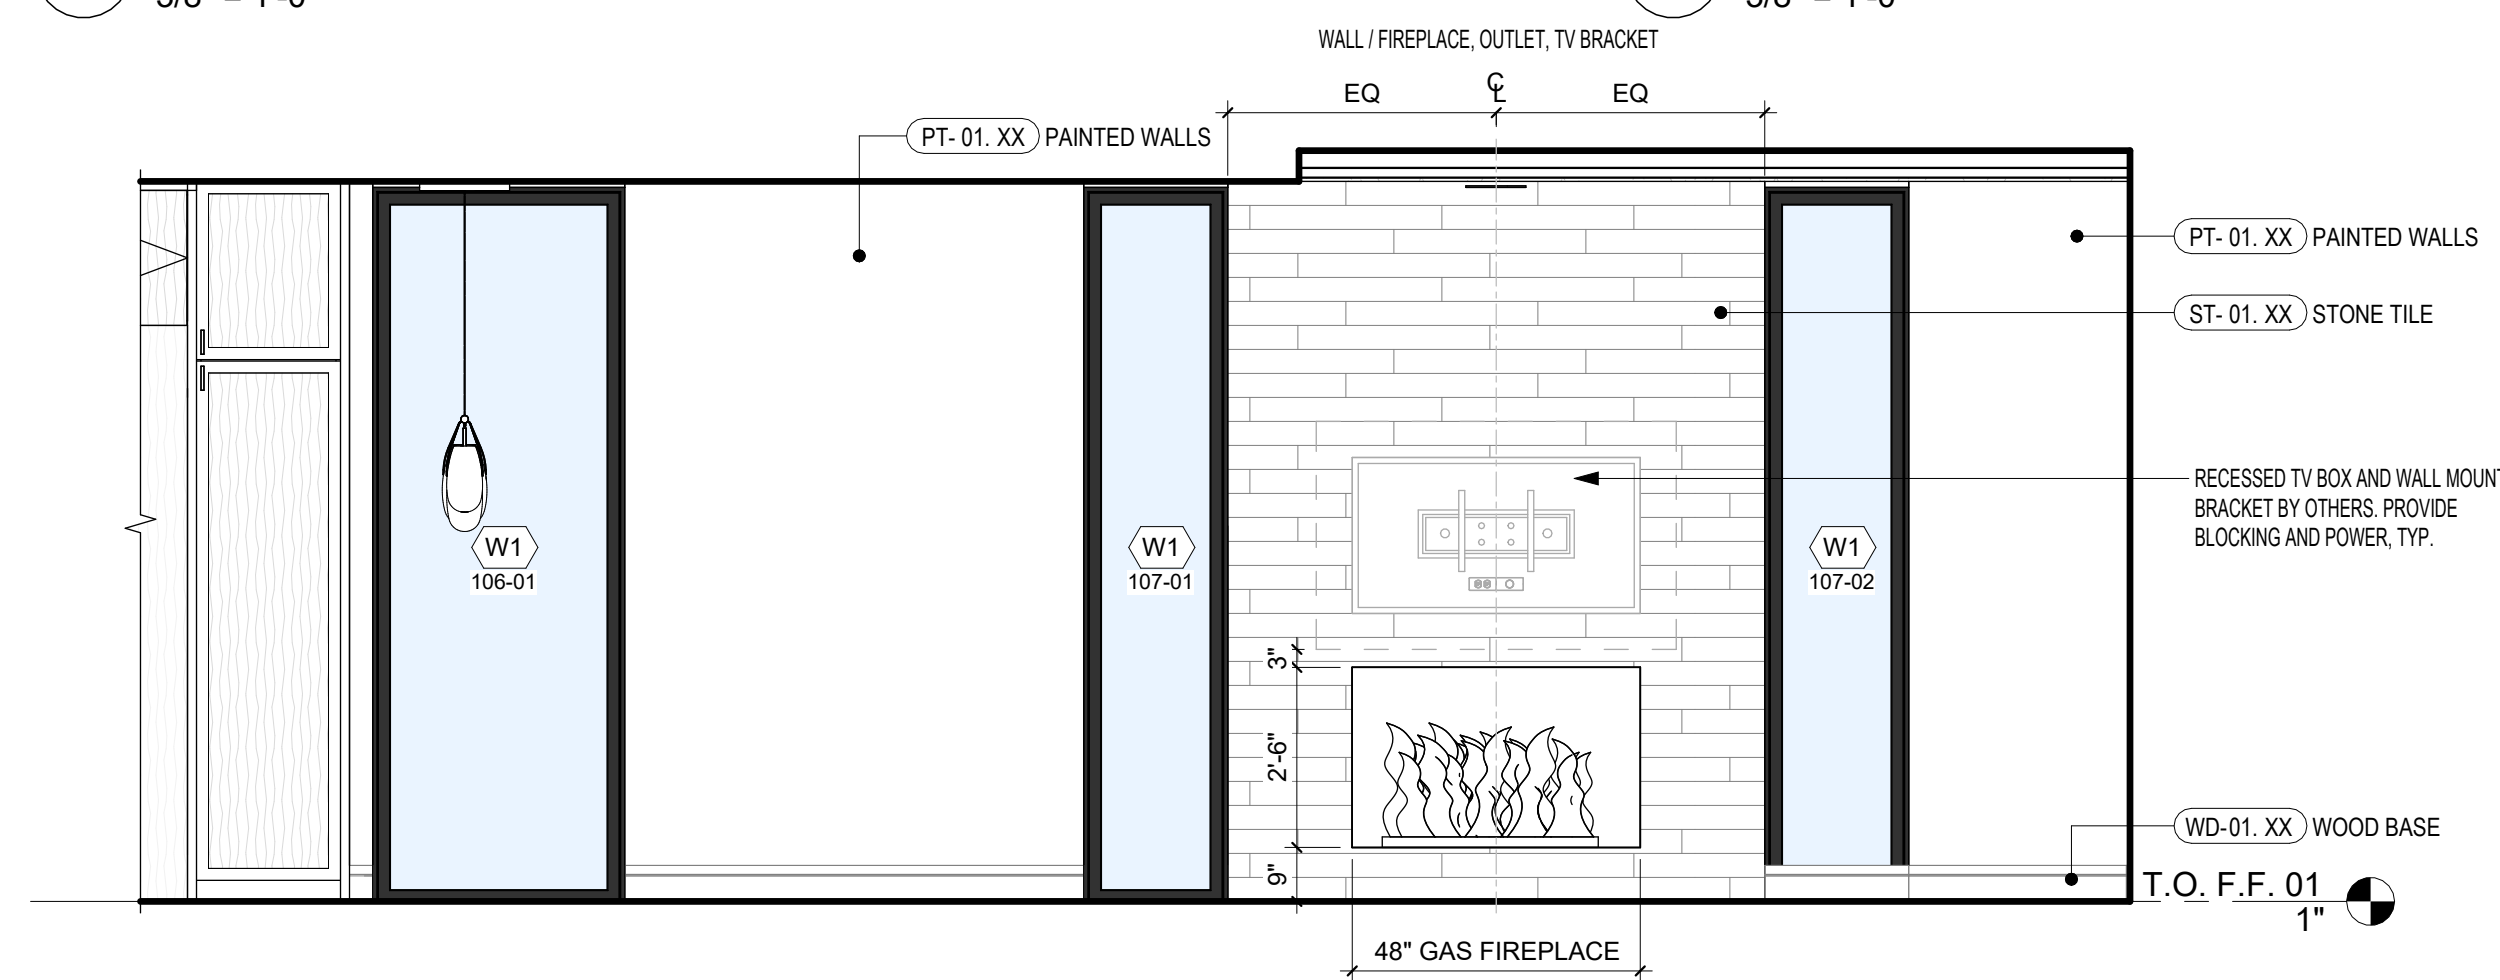 WALL / FIREPLACE, OUTLET, TV BRACKET
EQ
EQ
PT- 01. XX PAINTED WALLS
PT- 01. XX PAINTED WALLS
ST- 01. XX STONE TILE
RECESSED TV BOX AND WALL MOUNT
BRACKET BY OTHERS. PROVIDE
BLOCKING AND POWER, TYP.
W1
106-01
W1
107-01
W1
107-02
3"
2'-6"
9"
WD-01. XX WOOD BASE
T.O. F.F. 01
1"
48" GAS FIREPLACE